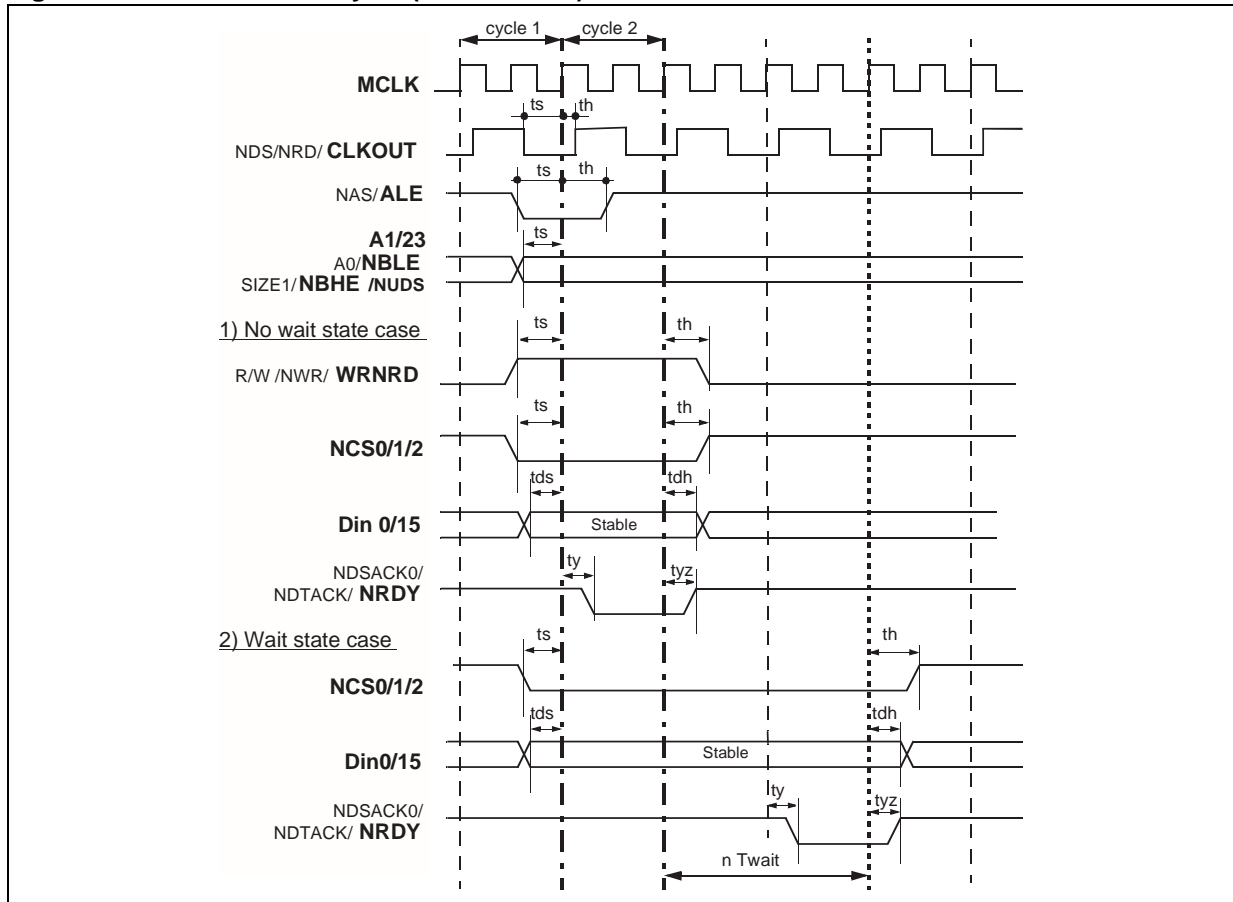 cycle 1 cycle 2
MCLK
ts th
NDS/NRD/ CLKOUT
ts th
NAS/ ALE
A1/23
ts
A0/NBLE
SIZE1/NBHE /NUDS
1) No wait state case
ts th
R/W /NWR/ WRNRD
ts th
NCS0/1/2
tds tdh
Din 0/15
Stable
NDSACK0/
ty tyz
NDTACK/ NRDY
2) Wait state case
ts th
NCS0/1/2
tds tdh
Din0/15
Stable
ty tyz
NDSACK0/
NDTACK/ NRDY
n Twait